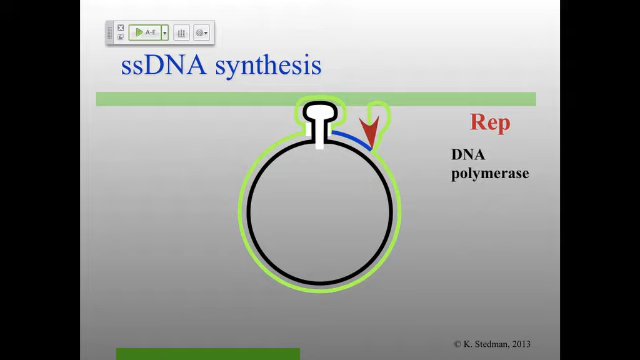 A-E
ssDNA synthesis
Rep
DNA
polymerase
© K. Stedman, 2013